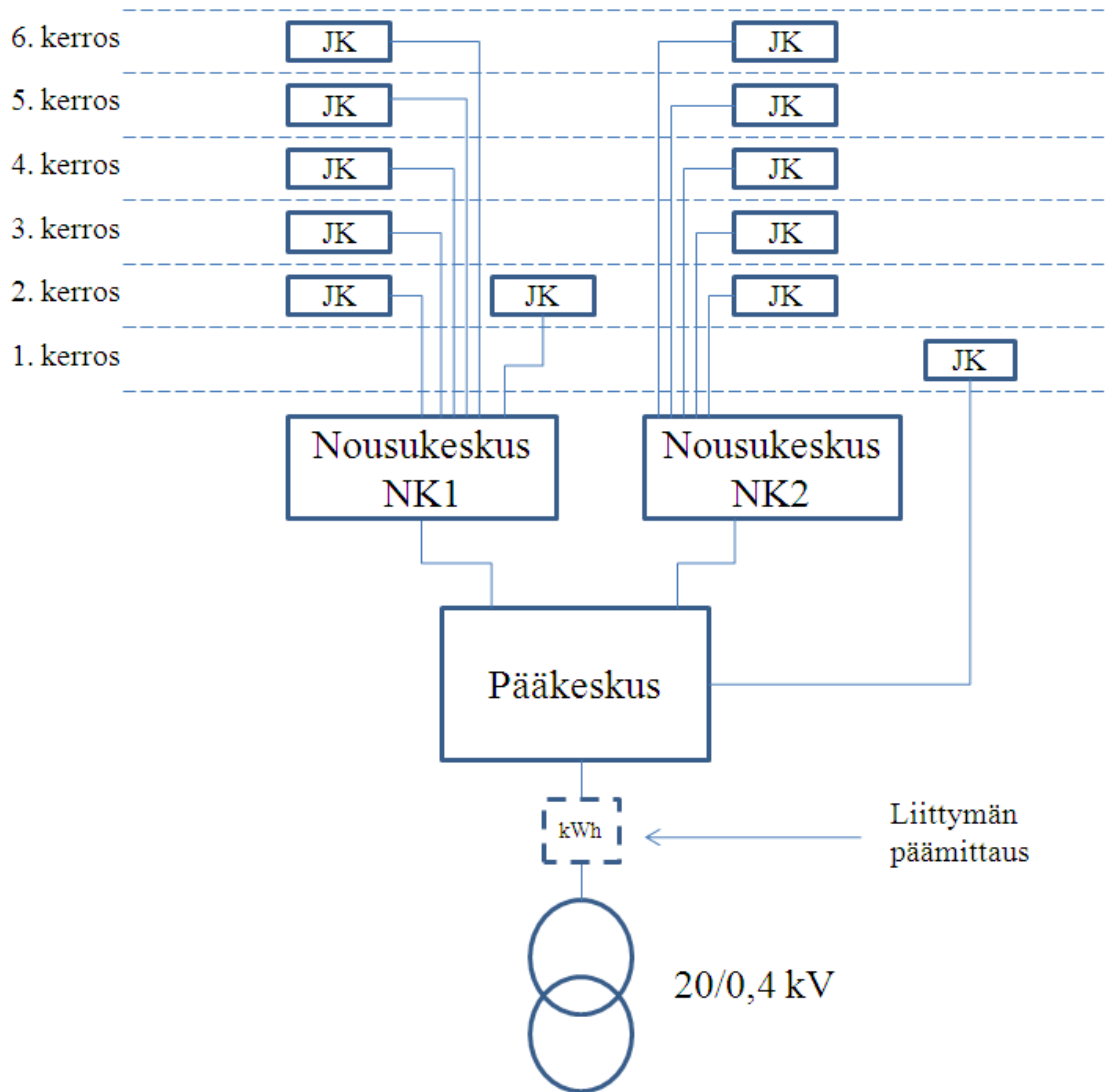 6. kerros
JK
JK
5. kerros
JK
JK
4. kerros
JK
JK
3. kerros
JK
JK
2. kerros
JK
JK
JK
1. kerros
JK
Nousukeskus
NK1
Nousukeskus
NK2
Pääkeskus
kWh
Liittymän
päämittaus
20/0,4 kV